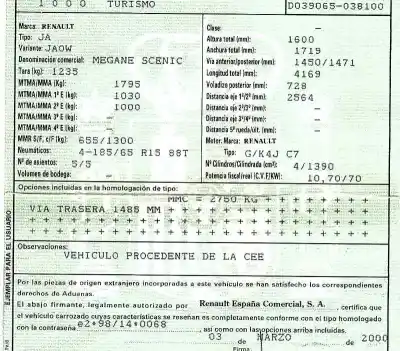 1 0 0 0 TURISMO D039065-038100
Marca: RENAULT
Tipo: JA
Variante: JAOW
Denominación comercial: MEGANE SCENIC
Tara (kg): 1235
MTMA/MMA (Kg): 1795
MTMA/MMA 1º E (kg): 1030
MTMA/MMA 2º E (kg): 1000
MTMA/MMA 3º E (kg): –
MTMA/MMA 4º E (kg): –
MMR S/F, c/F (kg): 655/1300
Neumáticos: 4-185/65 R15 88T
Nº de asientos: 5/5
Volumen de bodega: –
Clase: –
Altura total (mm): 1600
Anchura total (mm): 1719
Vía anterior/posterior (mm): 1450/1471
Longitud total (mm): 4169
Voladizo posterior (mm): 728
Distancia eje 1º/2º (mm): 2564
Distancia eje 2º/3º (mm): –
Distancia eje 3º/4º (mm): –
Distancia 5ª rueda/últ. (mm): –
Motor: Marca: RENAULT
Tipo: G/K4J C7
Nº Cilindros/Cilindrada (cm³): 4/1390
Potencia fiscal/real (C.V.F/KW): 10,70/70
Opciones incluidas en la homologación de tipo:
MMC = 2750 KG + + + + + + +
VIA TRASERA 1485 MM + + + + + + + + + + + +
Observaciones:
VEHICULO PROCEDENTE DE LA CEE
Por las piezas de origen extranjero incorporadas a este vehículo se han satisfecho los correspondientes
derechos de Aduanas.
El abajo firmante, legalmente autorizado por Renault España Comercial, S. A. , certifica que
el vehículo carrozado cuyas características se reseñan es completamente conforme con el tipo homologado
con la contraseña e2*98/14*0068 , así como con las opciones arriba incluidas.
03 de MARZO de 2000
Firma:
EJEMPLAR PARA EL USUARIO